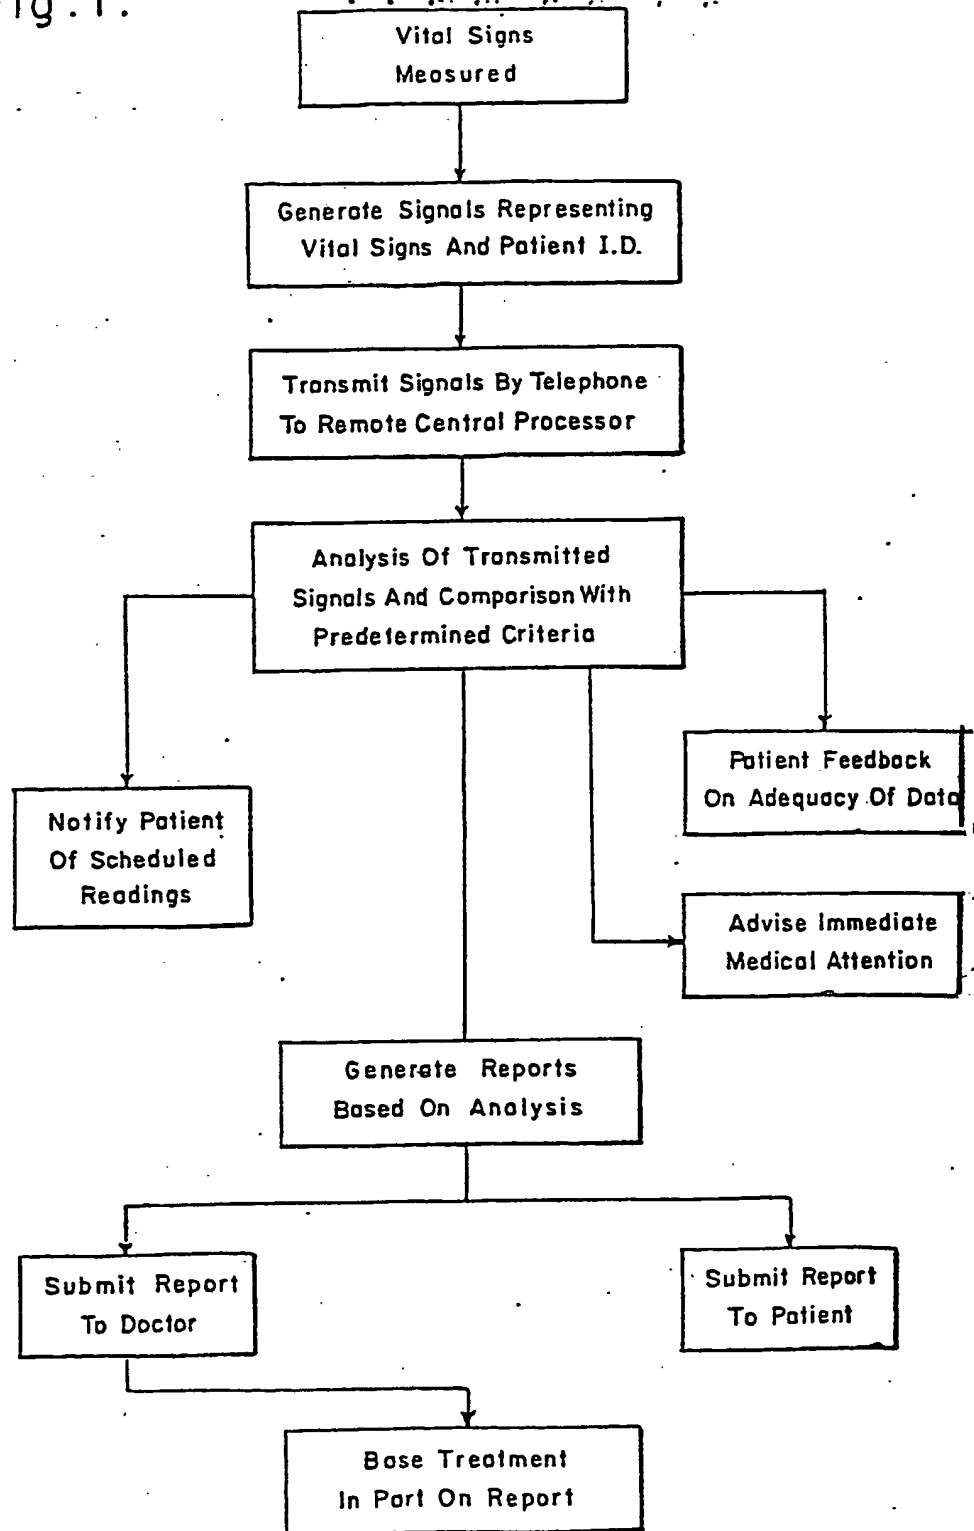 ig.1.
Vital Signs
Measured
Generate Signals Representing
Vital Signs And Patient I.D.
Transmit Signals By Telephone
To Remote Central Processor
Analysis Of Transmitted
Signals And Comparison With
Predetermined Criteria
Patient Feedback
On Adequacy Of Data
Notify Patient
Of Scheduled
Readings
Advise Immediate
Medical Attention
Generate Reports
Based On Analysis
Submit Report
To Doctor
Submit Report
To Patient
Base Treatment
In Part On Report